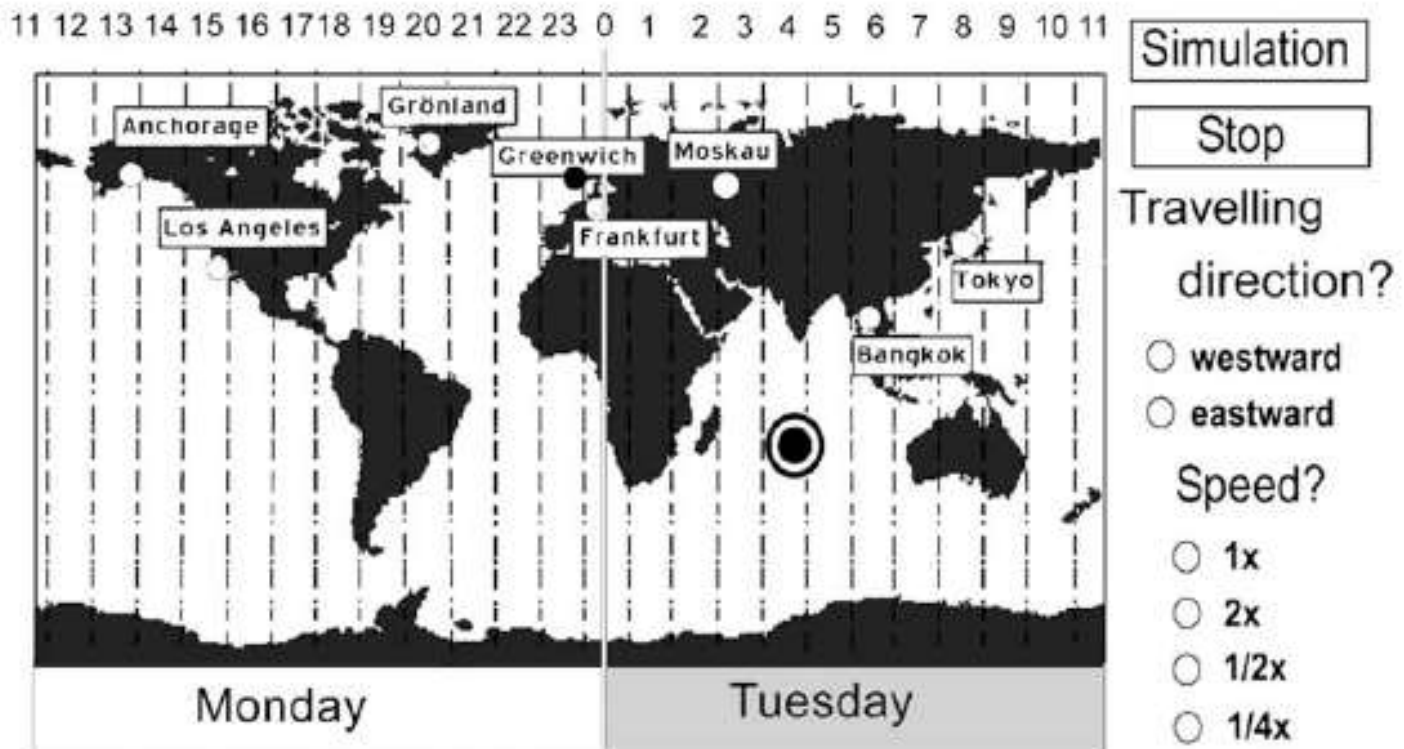 11 12 13 14 15 16 17 18 19 20 21 22 23 0 1 2 3 4 5 6 7 8 9 10 11
Simulation
Stop
Grönland
Anchorage
Greenwich
Moskau
Travelling
direction?
Los Angeles
Frankfurt
Tokyo
Bangkok
westward
eastward
Speed?
1x
2x
1/2x
1/4x
Monday
Tuesday